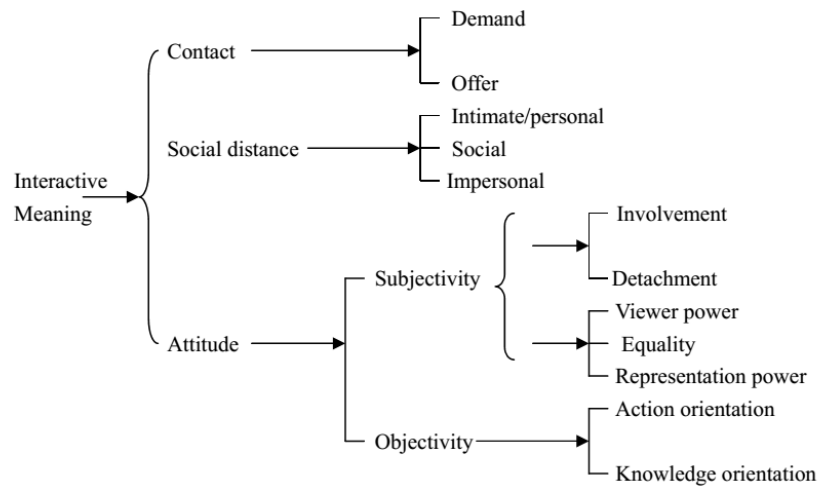 Demand
Contact
Offer
Intimate/personal
Social distance
Social
Impersonal
Interactive
Meaning
Involvement
Subjectivity
Detachment
Viewer power
Attitude
Equality
Representation power
Action orientation
Objectivity
Knowledge orientation